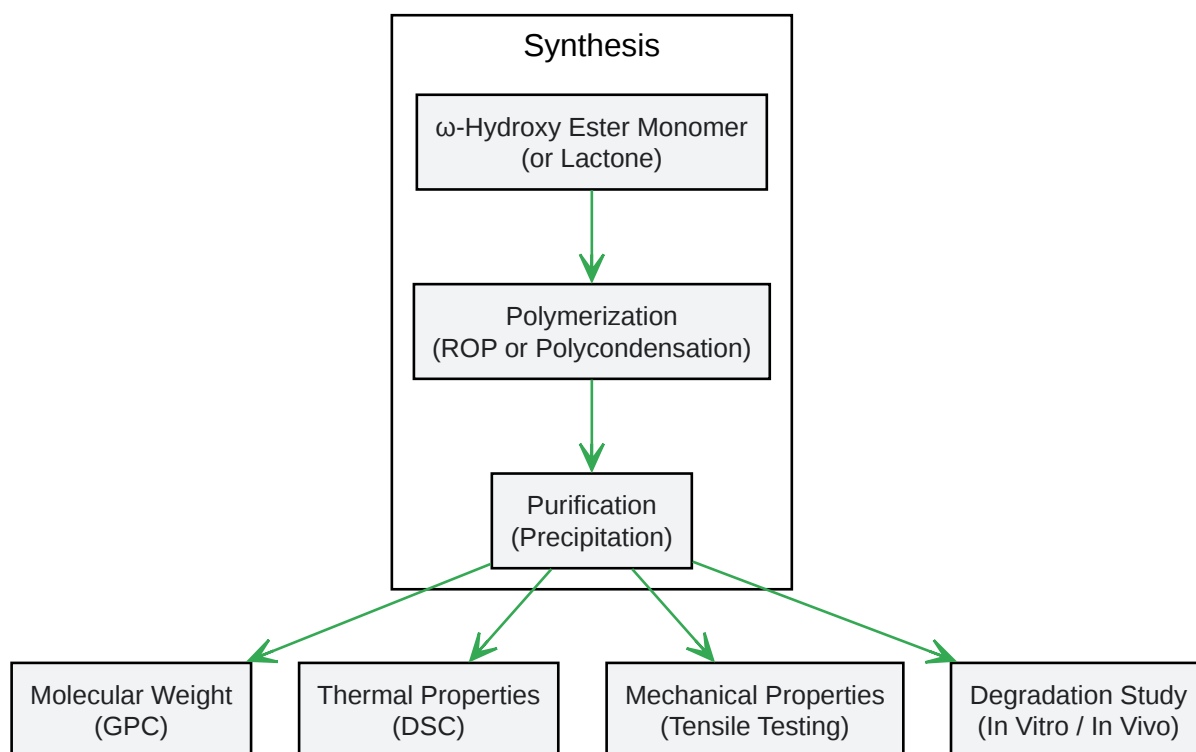 Synthesis
ω-Hydroxy Ester Monomer
(or Lactone)
Polymerization
(ROP or Polycondensation)
Purification
(Precipitation)
Molecular Weight
(GPC)
Thermal Properties
(DSC)
Mechanical Properties
(Tensile Testing)
Degradation Study
(In Vitro / In Vivo)